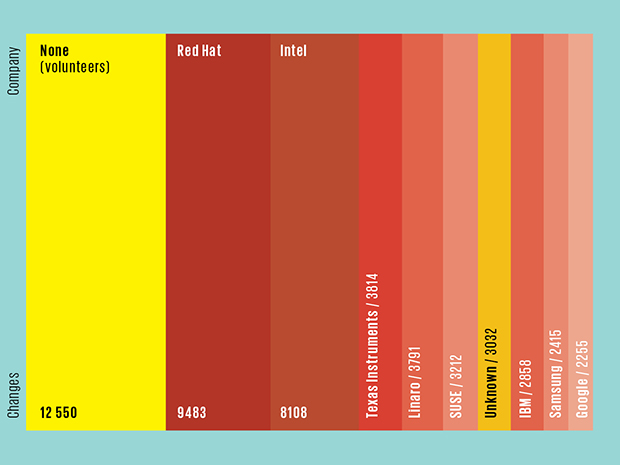 Company
None
(volunteers)
Red Hat
Intel
Changes
12 550
9483
8108
Texas Instruments / 3814
Linaro / 3791
SUSE / 3212
Unknown / 3032
IBM / 2858
Samsung / 2415
Google / 2255